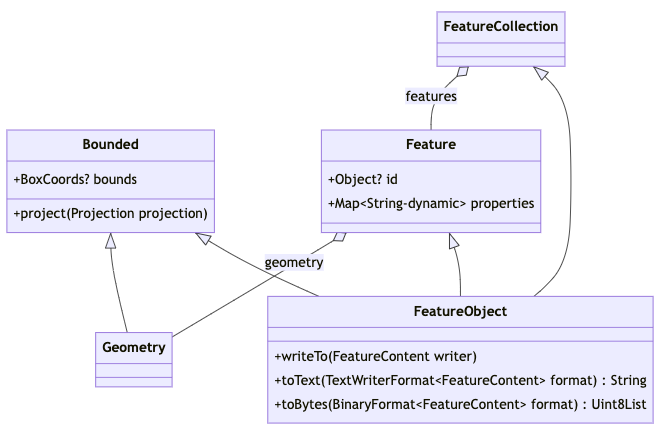 FeatureCollection
features
Bounded
+BoxCoords? bounds
+project(Projection projection)
Feature
+Object? id
+Map<String-dynamic> properties
geometry
Geometry
FeatureObject
+writeTo(FeatureContent writer)
+toText(TextWriterFormat<FeatureContent> format) : String
+toBytes(BinaryFormat<FeatureContent> format) : Uint8List